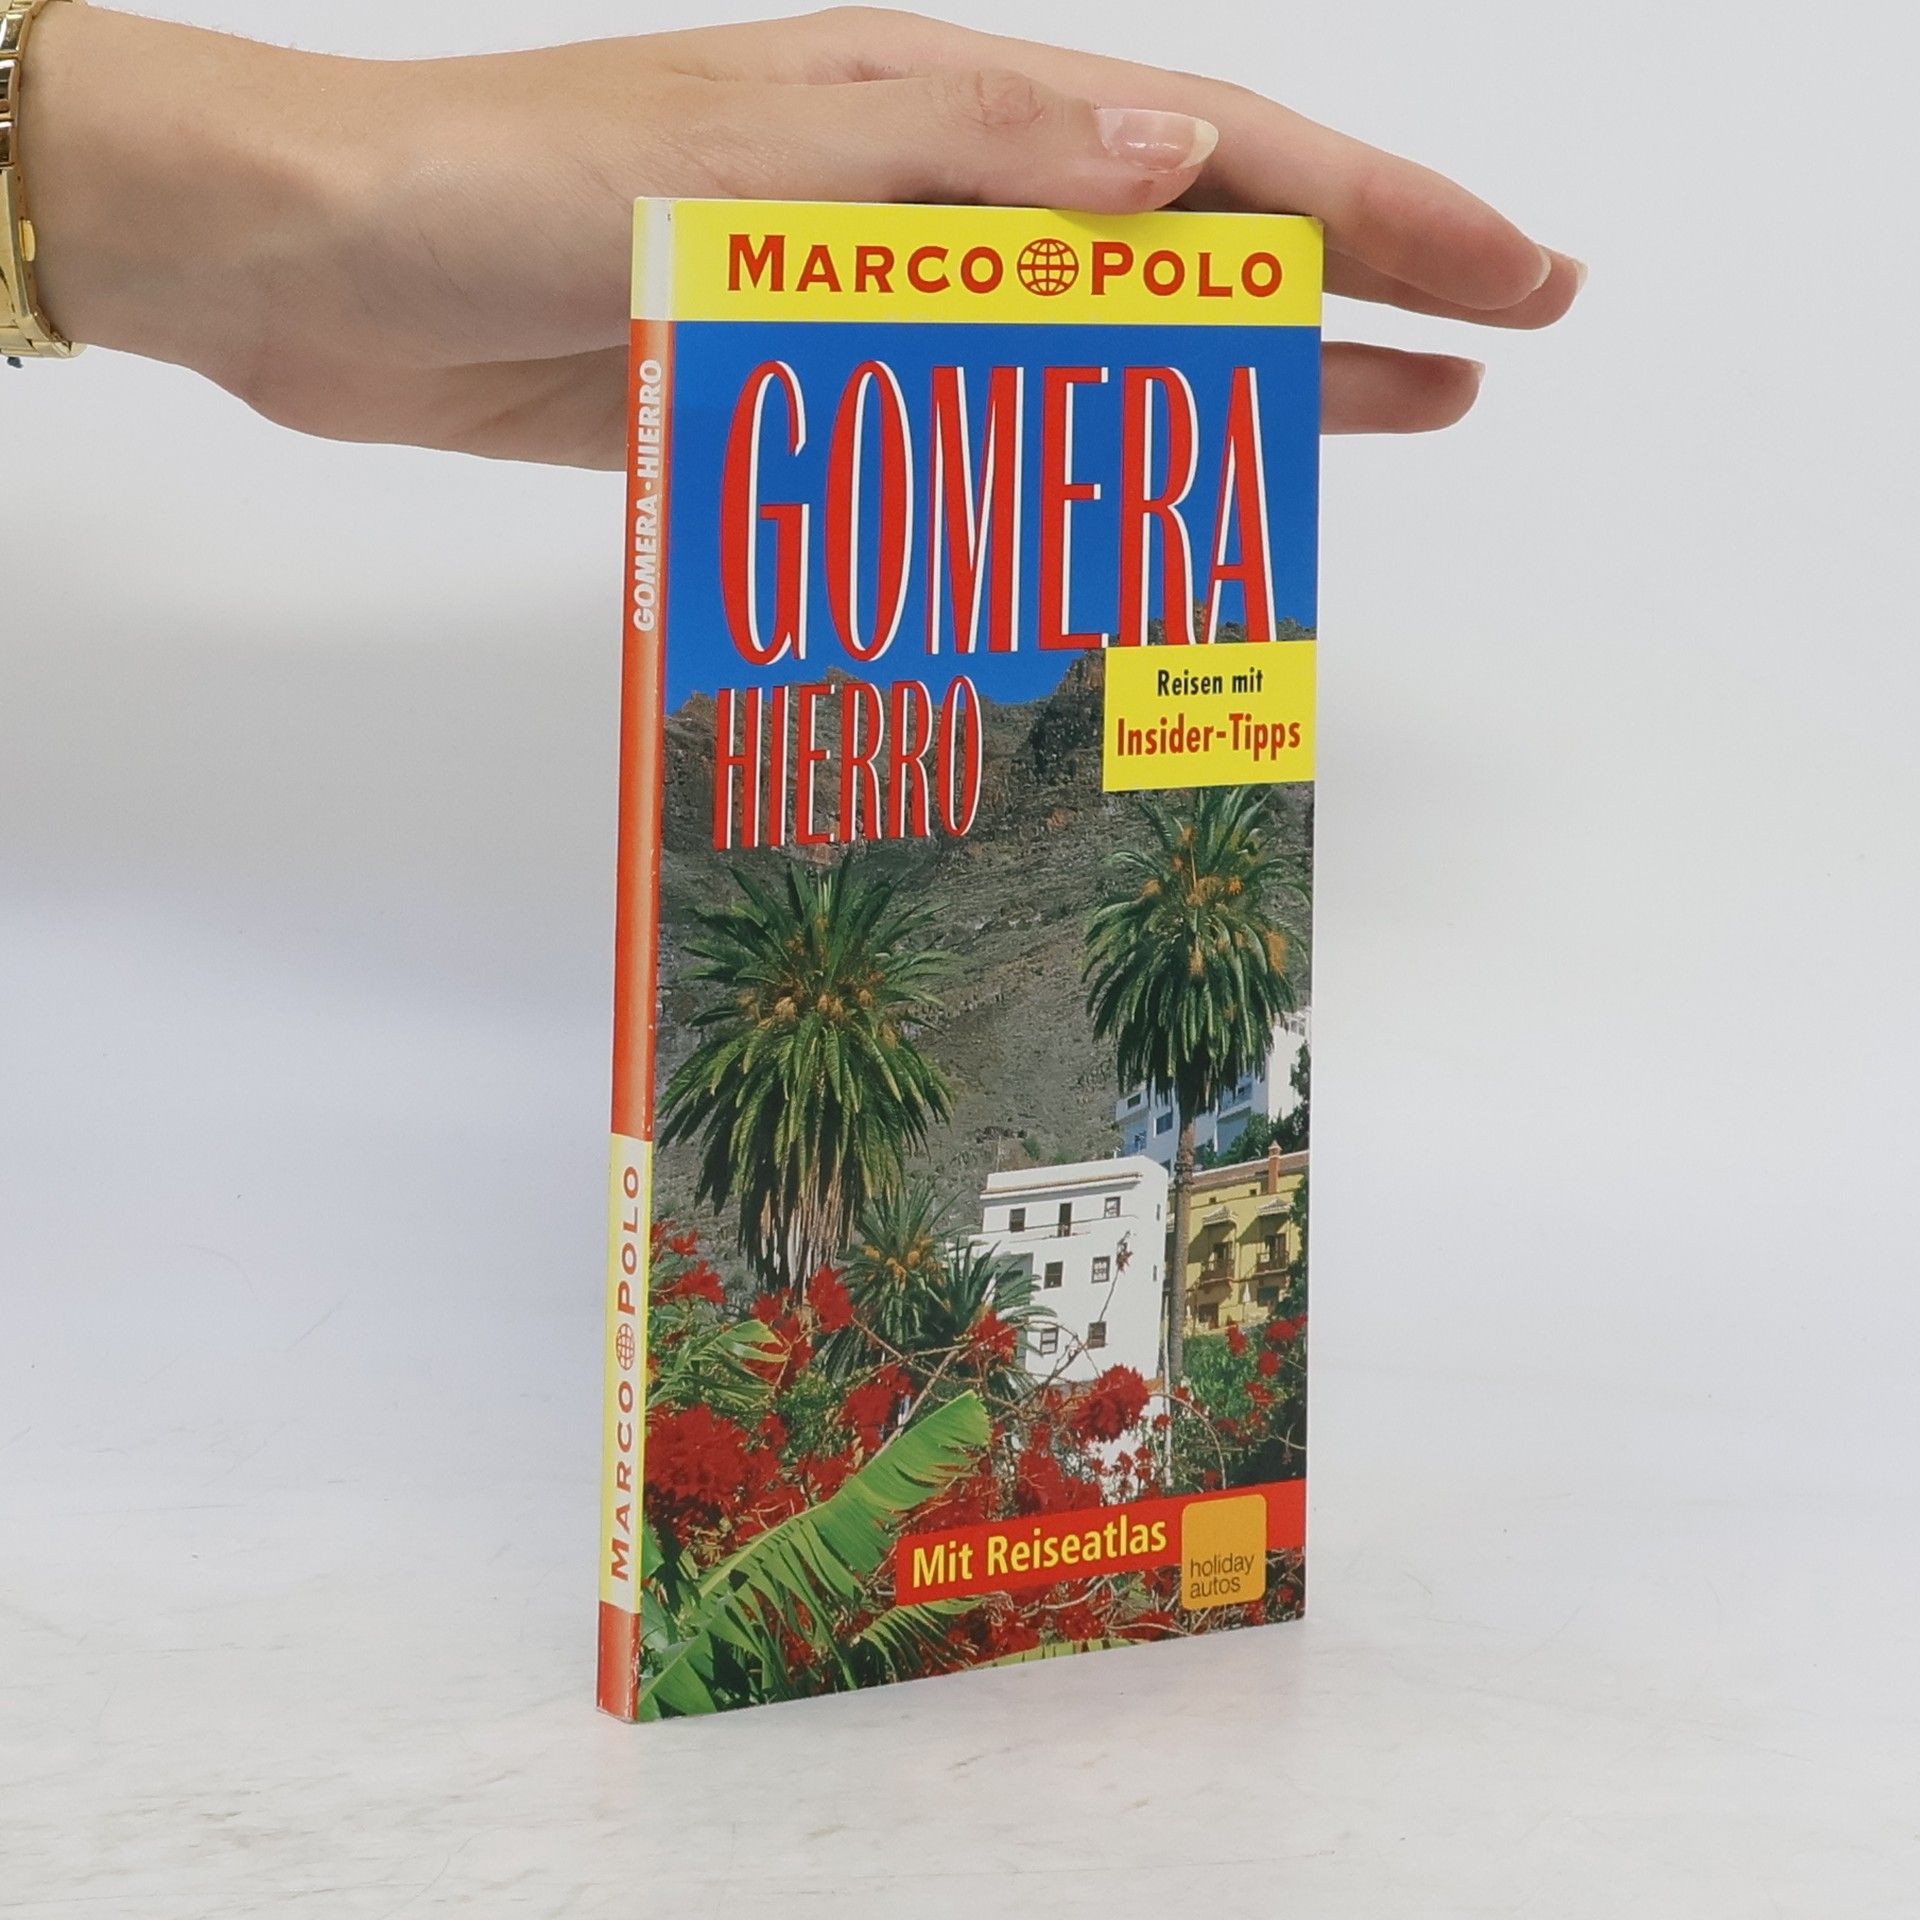 MARCO POLO
GOMERA
HIERRO
Reisen mit
Insider-Tipps
Mit Reiseatlas
holiday
autos
GOMERA·HIERRO
MARCO POLO